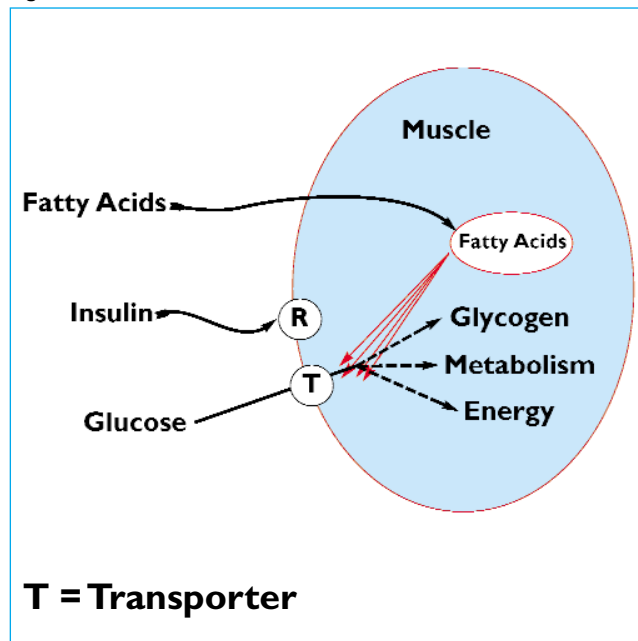 Muscle
Fatty Acids
Fatty Acids
Insulin
R
Glycogen
T
Metabolism
Glucose
Energy
T = Transporter